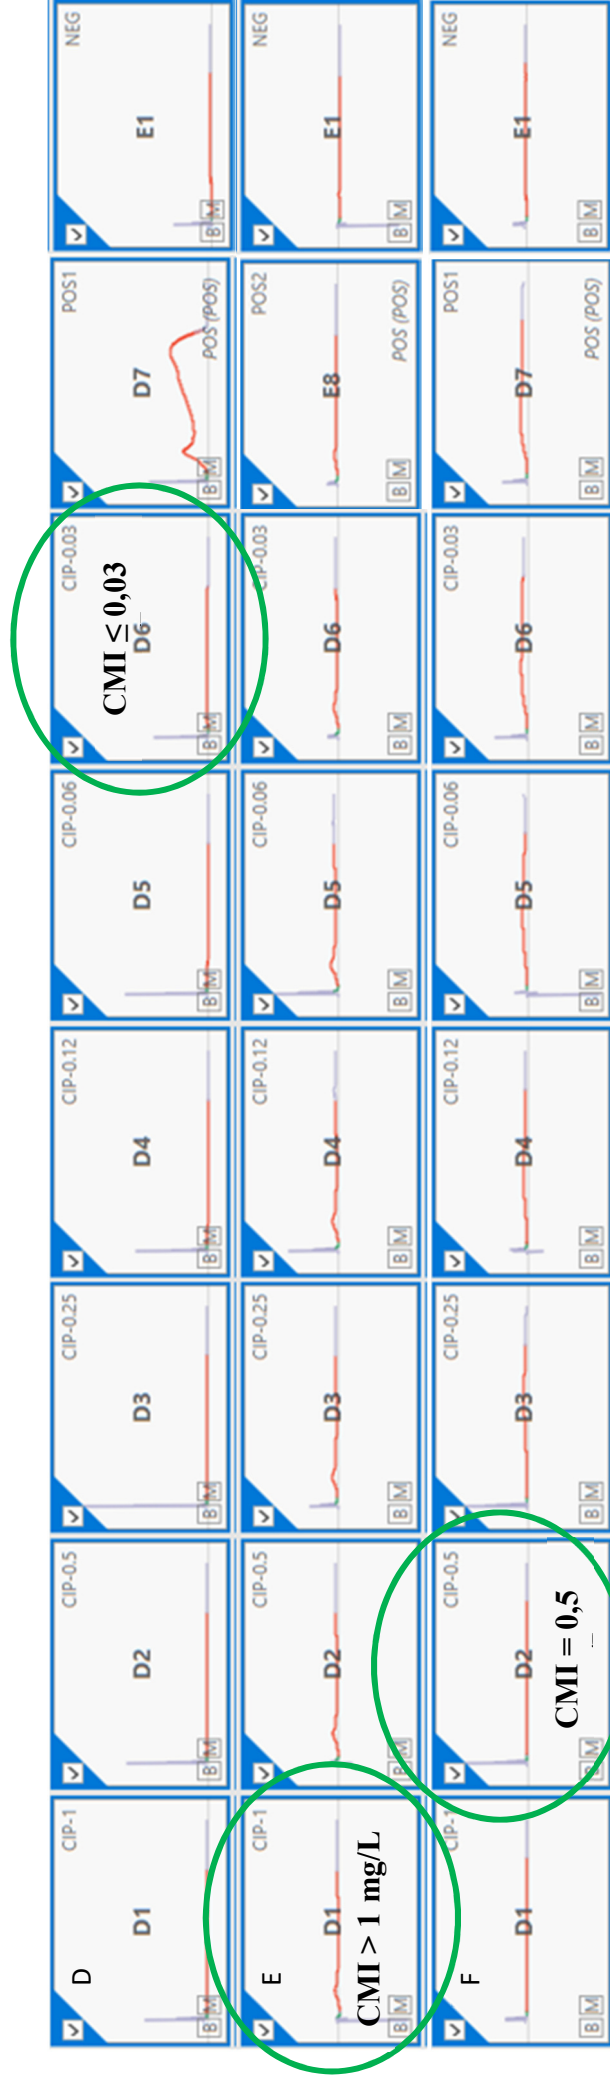 D
CIP-1
D1
B M
CIP-0.5
D2
B M
CIP-0.25
D3
B M
CIP-0.12
D4
B M
CIP-0.06
D5
B M
CIP-0.03
D6
CMI ≤ 0,03
B M
POS1
D7
B M
POS (POS)
NEG
E1
B M
E
CIP-1
D1
CMI > 1 mg/L
B M
CIP-0.5
D2
B M
CIP-0.25
D3
B M
CIP-0.12
D4
B M
CIP-0.06
D5
B M
CIP-0.03
D6
B M
POS2
E8
B M
POS (POS)
NEG
E1
B M
F
CIP-1
D1
B M
CIP-0.5
D2
CMI = 0,5
B M
CIP-0.25
D3
B M
CIP-0.12
D4
B M
CIP-0.06
D5
B M
CIP-0.03
D6
B M
POS1
D7
B M
POS (POS)
NEG
E1
B M